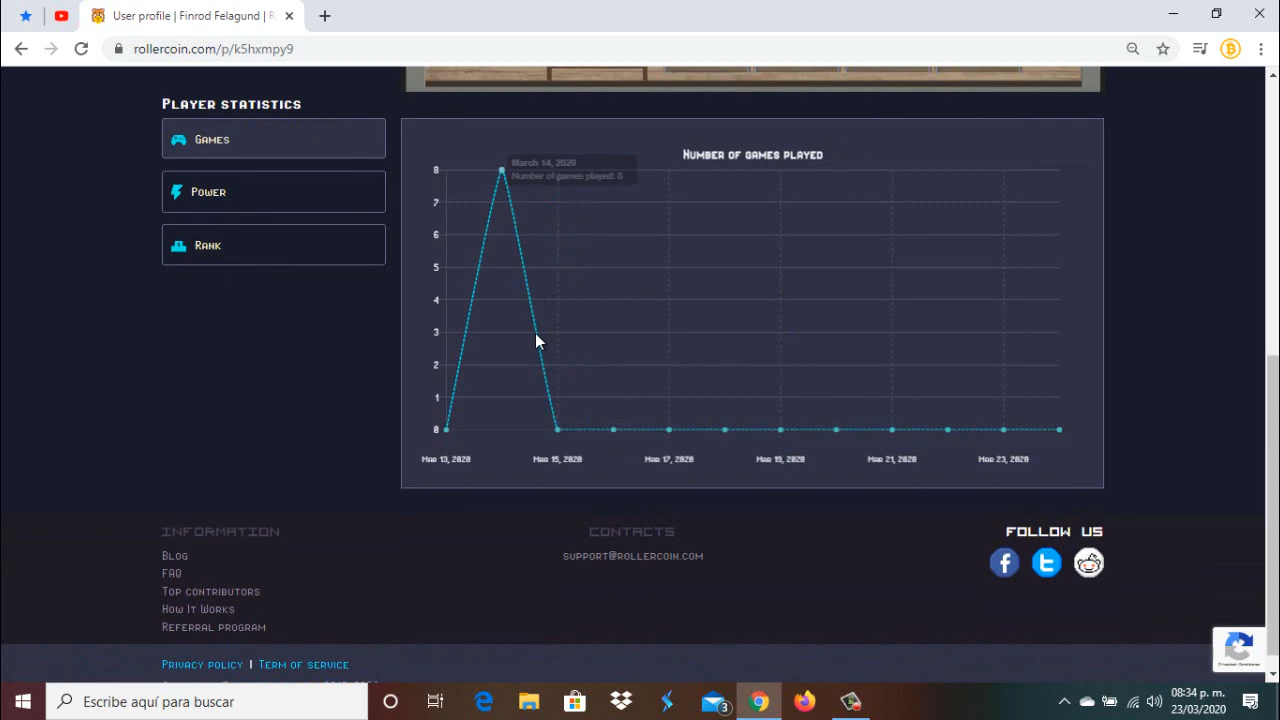 User profile | Finrod Felagund | R
rollercoin.com/p/k5hxmpy9
Player statistics
Games
Power
Rank
Number of games played
March 14, 2020
Number of games played: 8
8
7
6
5
4
3
2
1
0
Mar 13, 2020 Mar 15, 2020 Mar 17, 2020 Mar 19, 2020 Mar 21, 2020 Mar 23, 2020
Information
Blog
FAQ
Top contributors
How It Works
Referral program
Contacts
support@rollercoin.com
Follow us
Privacy policy | Term of service
Escribe aquí para buscar
3
08:34 p. m.
23/03/2020